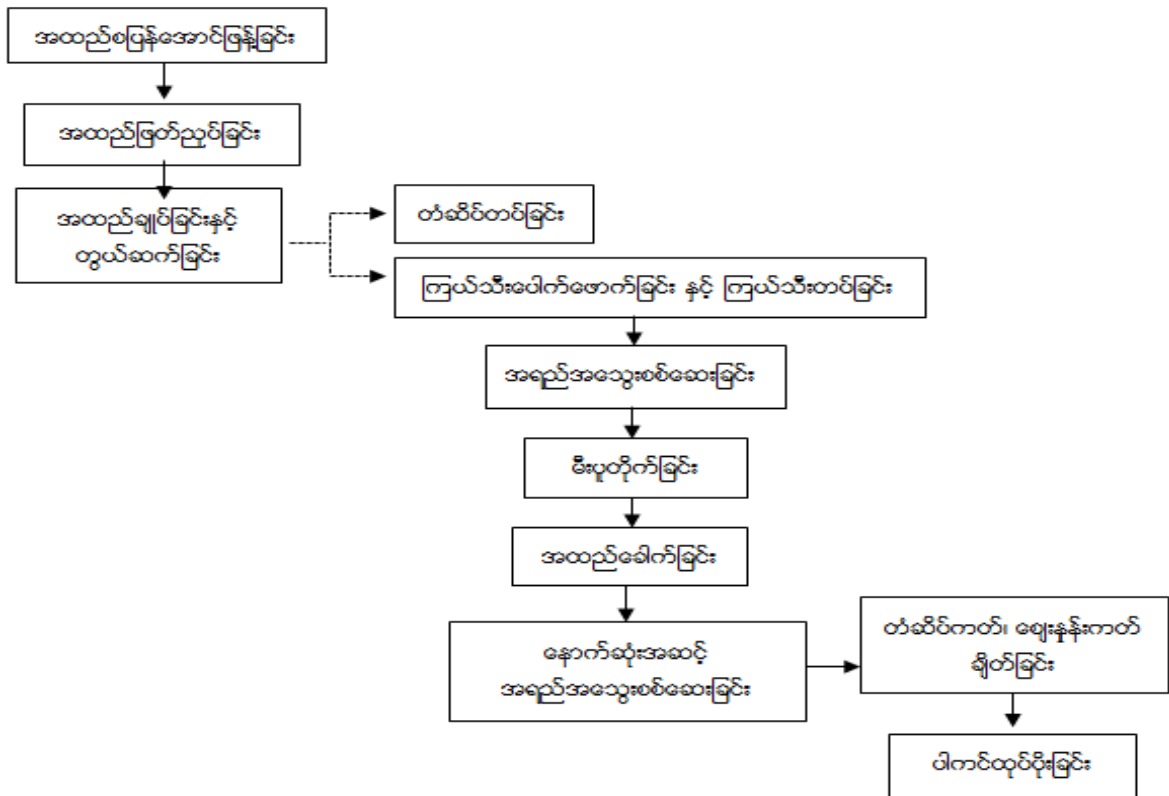 အထည်စပြန်အောင်ဖြန့်ခြင်း
အထည်ဖြတ်ညှပ်ခြင်း
အထည်ချုပ်ခြင်းနှင့်
တွယ်ဆက်ခြင်း
တံဆိပ်တပ်ခြင်း
ကြယ်သီးပေါက်ဖောက်ခြင်း နှင့် ကြယ်သီးတပ်ခြင်း
အရည်အသွေးစစ်ဆေးခြင်း
မီးပူတိုက်ခြင်း
အထည်ခေါက်ခြင်း
နောက်ဆုံးအဆင့်
အရည်အသွေးစစ်ဆေးခြင်း
တံဆိပ်ကတ်၊ ဈေးနှုန်းကတ်
ချိတ်ခြင်း
ပါကင်ထုပ်ပိုးခြင်း